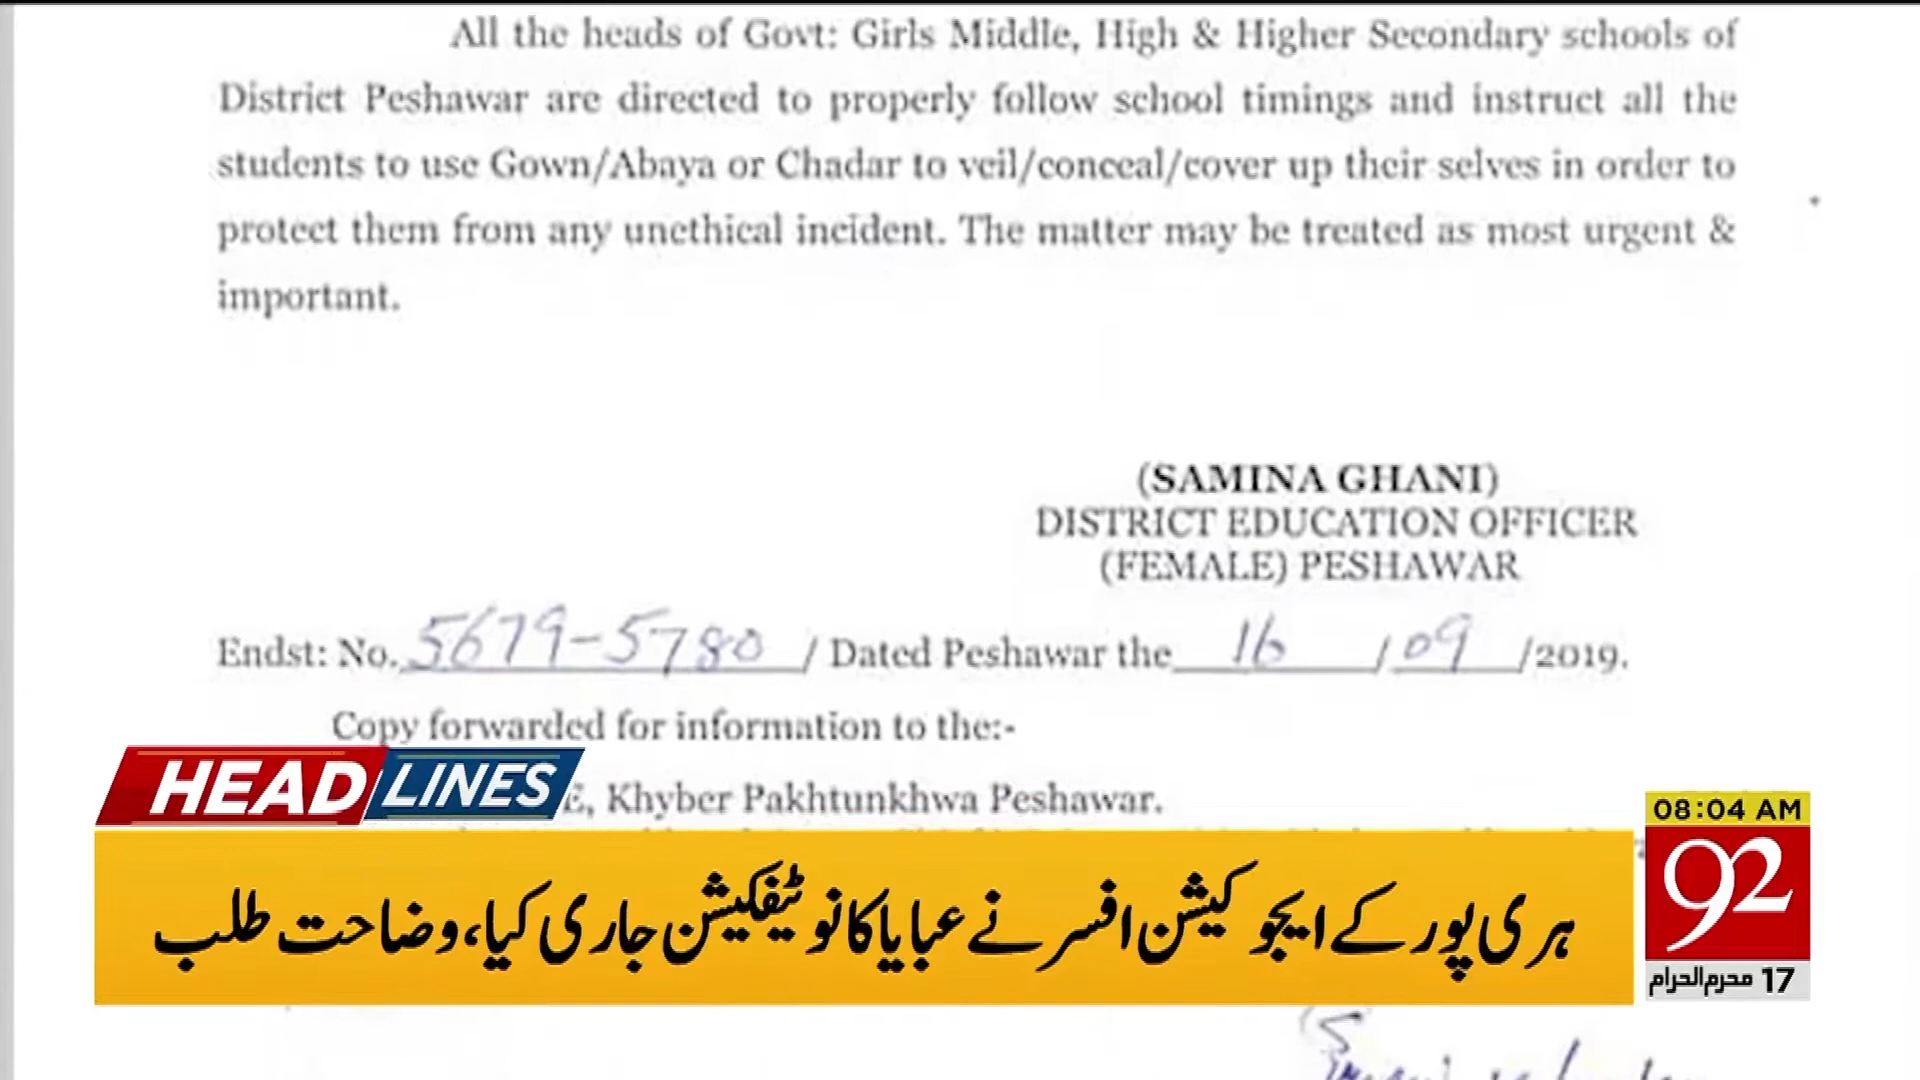 All the heads of Govt: Girls Middle, High & Higher Secondary schools of
District Peshawar are directed to properly follow school timings and instruct all the
students to use Gown/Abaya or Chadar to veil/conceal/cover up their selves in order to
protect them from any unethical incident. The matter may be treated as most urgent &
important.
(SAMINA GHANI)
DISTRICT EDUCATION OFFICER
(FEMALE) PESHAWAR
Endst: No. 5679-5780 / Dated Peshawar the 16 / 09 /2019.
Copy forwarded for information to the:-
E, Khyber Pakhtunkhwa Peshawar.
HEADLINES
ہری پور کے ایجوکیشن افسر نے عبایا کا نوٹیفکیشن جاری کیا، وضاحت طلب
08:04 AM
92
17 محرم الحرام